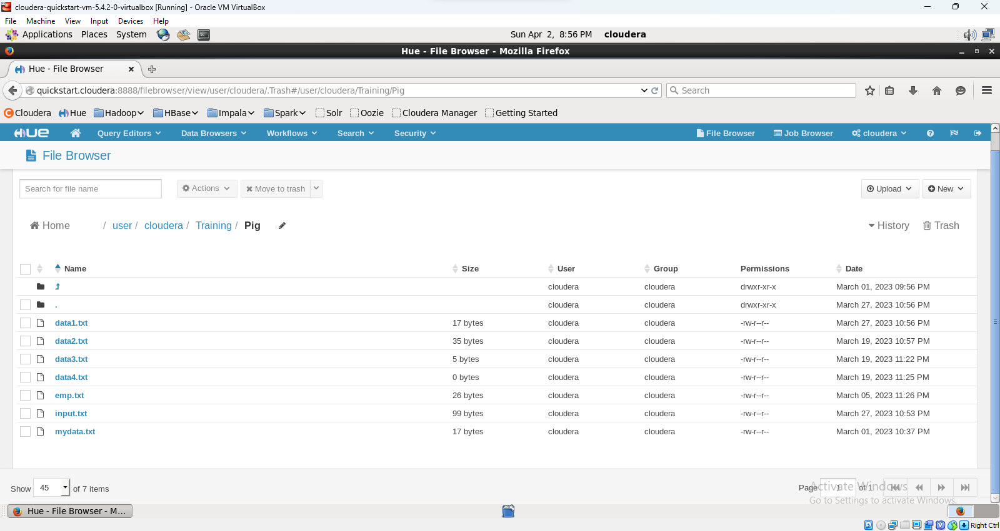 cloudera-quickstart-vm-5.4.2-0-virtualbox [Running] - Oracle VM VirtualBox
File Machine View Input Devices Help
Applications Places System Sun Apr 2, 8:56 PM cloudera
Hue - File Browser - Mozilla Firefox
Hue - File Browser
quickstart.cloudera:8888/filebrowser/view/user/cloudera/.Trash#/user/cloudera/Training/Pig Search
Cloudera Hue Hadoop HBase Impala Spark Solr Oozie Cloudera Manager Getting Started
HUE Query Editors Data Browsers Workflows Search Security File Browser Job Browser cloudera
File Browser
Search for file name Actions Move to trash Upload New
Home / user / cloudera / Training / Pig History Trash
Name Size User Group Permissions Date
cloudera cloudera drwxr-xr-x March 01, 2023 09:56 PM
. cloudera cloudera drwxr-xr-x March 27, 2023 10:56 PM
data1.txt 17 bytes cloudera cloudera -rw-r--r-- March 27, 2023 10:56 PM
data2.txt 35 bytes cloudera cloudera -rw-r--r-- March 19, 2023 10:57 PM
data3.txt 5 bytes cloudera cloudera -rw-r--r-- March 19, 2023 11:22 PM
data4.txt 0 bytes cloudera cloudera -rw-r--r-- March 19, 2023 11:25 PM
emp.txt 26 bytes cloudera cloudera -rw-r--r-- March 05, 2023 11:26 PM
input.txt 99 bytes cloudera cloudera -rw-r--r-- March 27, 2023 10:53 PM
mydata.txt 17 bytes cloudera cloudera -rw-r--r-- March 01, 2023 10:37 PM
Show 45 of 7 items Page 1 of 1
Activate Windows
Go to Settings to activate Windows.
Hue - File Browser - M...
Right Ctrl